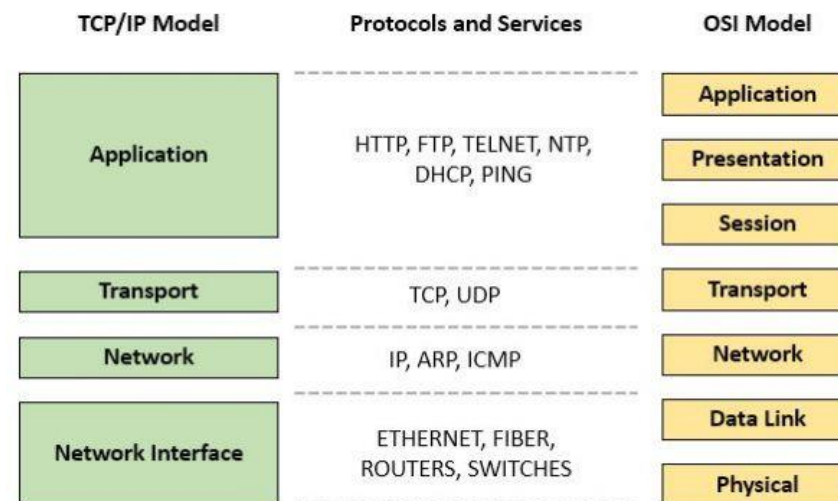 TCP/IP Model Protocols and Services OSI Model
Application
HTTP, FTP, TELNET, NTP,
DHCP, PING
Application
Presentation
Session
Transport
TCP, UDP
Transport
Network
IP, ARP, ICMP
Network
Network Interface
ETHERNET, FIBER,
ROUTERS, SWITCHES
Data Link
Physical